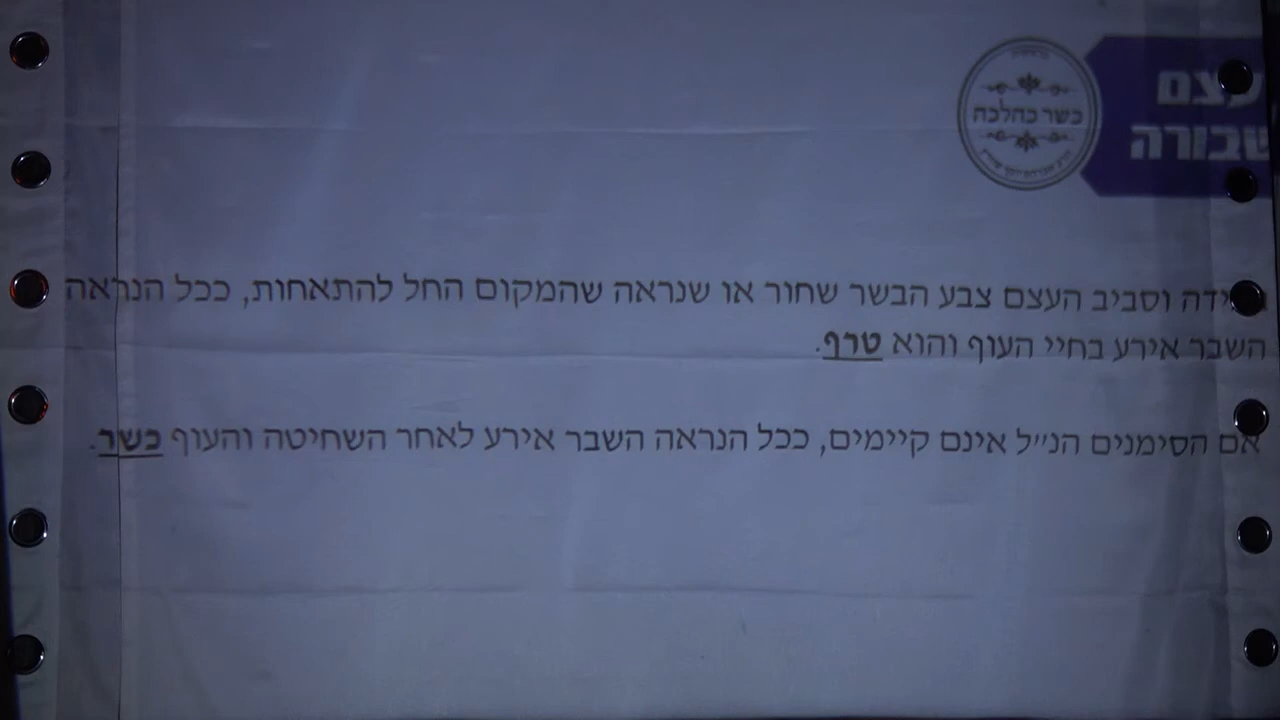 עצם
שבורה
כשר כהלכה
וסביב העצם צבע הבשר שחור או שנראה שהמקום החל להתאחות, ככל הנראה
השבר אירע בחיי העוף והוא טרף.
אם הסימנים הנ״ל אינם קיימים, ככל הנראה השבר אירע לאחר השחיטה והעוף כשר.